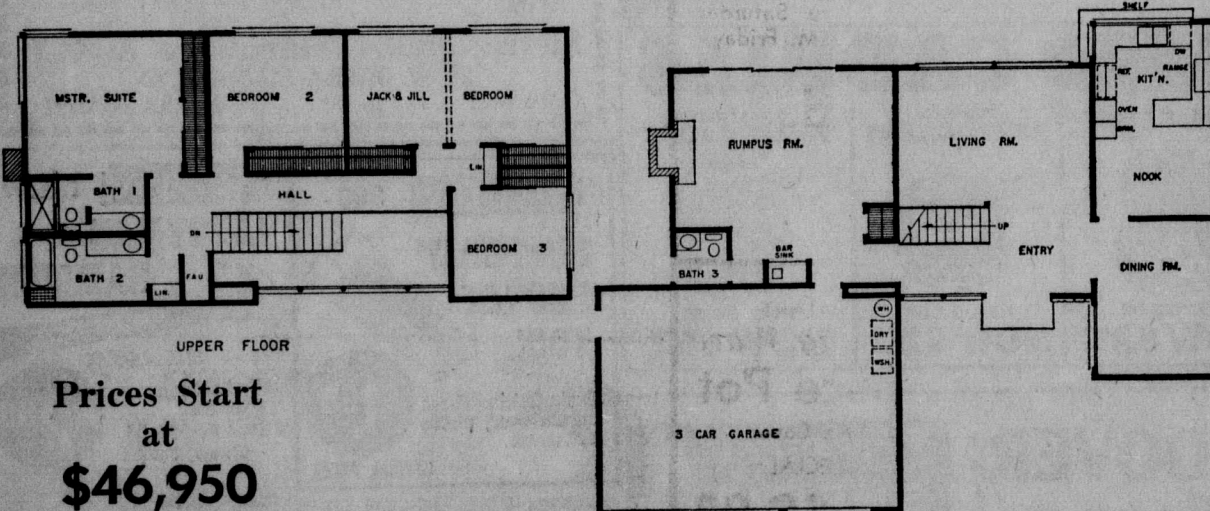 MSTR. SUITE
BEDROOM 2
JACK & JILL
BEDROOM
BATH 1
HALL
LIN.
DN
BEDROOM 3
BATH 2
LIN.
F.A.U
UPPER FLOOR
Prices Start
at
$46,950
SHELF
DW
REF.
RANGE
KIT'N.
OVEN
RUMPUS RM.
LIVING RM.
NOOK
UP
ENTRY
BAR
SINK
BATH 3
DINING RM.
WH
DRY
WSH.
3 CAR GARAGE